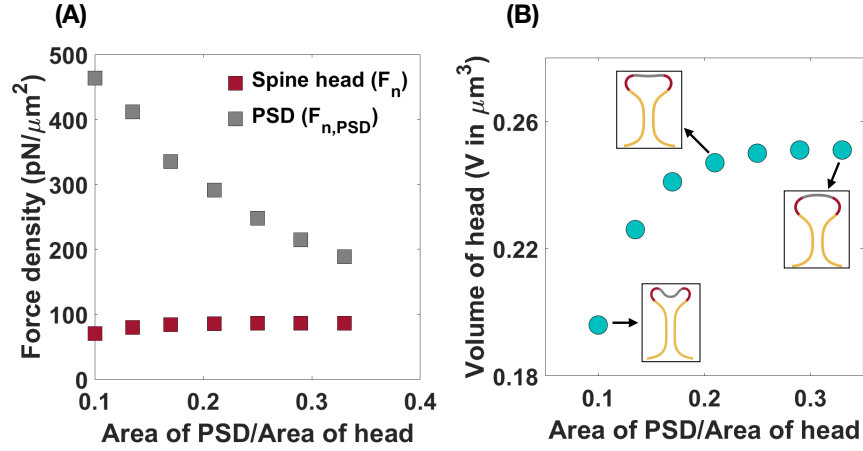 (A)
Force density (pN/μm²)
500
400
300
200
100
0
Spine head (Fₙ)
PSD (Fₙ,PSD)
0.1
0.2
0.3
0.4
Area of PSD/Area of head
(B)
Volume of head (V in μm³)
0.26
0.22
0.18
0.1
0.2
0.3
Area of PSD/Area of head